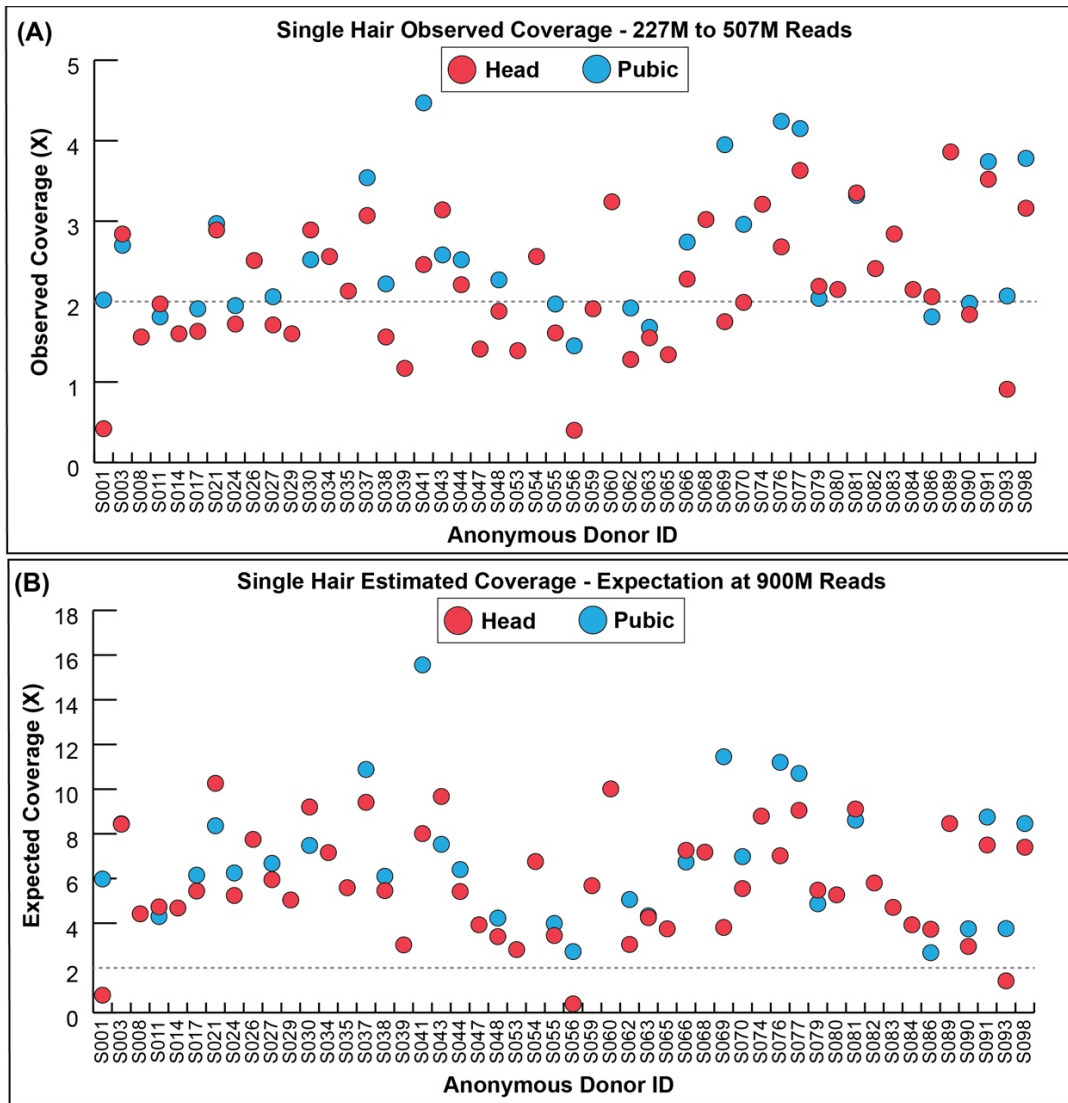 (A)
Single Hair Observed Coverage - 227M to 507M Reads
Head Pubic
Observed Coverage (X)
5
4
3
2
1
0
S001 S003 S008 S011 S014 S017 S021 S024 S026 S027 S029 S030 S034 S035 S037 S038 S039 S041 S043 S044 S047 S048 S053 S054 S055 S056 S059 S060 S062 S063 S065 S066 S068 S069 S070 S074 S076 S077 S079 S080 S081 S082 S083 S084 S086 S089 S090 S091 S093 S098
Anonymous Donor ID
(B)
Single Hair Estimated Coverage - Expectation at 900M Reads
Head Pubic
Expected Coverage (X)
18
16
14
12
10
8
6
4
2
0
S001 S003 S008 S011 S014 S017 S021 S024 S026 S027 S029 S030 S034 S035 S037 S038 S039 S041 S043 S044 S047 S048 S053 S054 S055 S056 S059 S060 S062 S063 S065 S066 S068 S069 S070 S074 S076 S077 S079 S080 S081 S082 S083 S084 S086 S089 S090 S091 S093 S098
Anonymous Donor ID